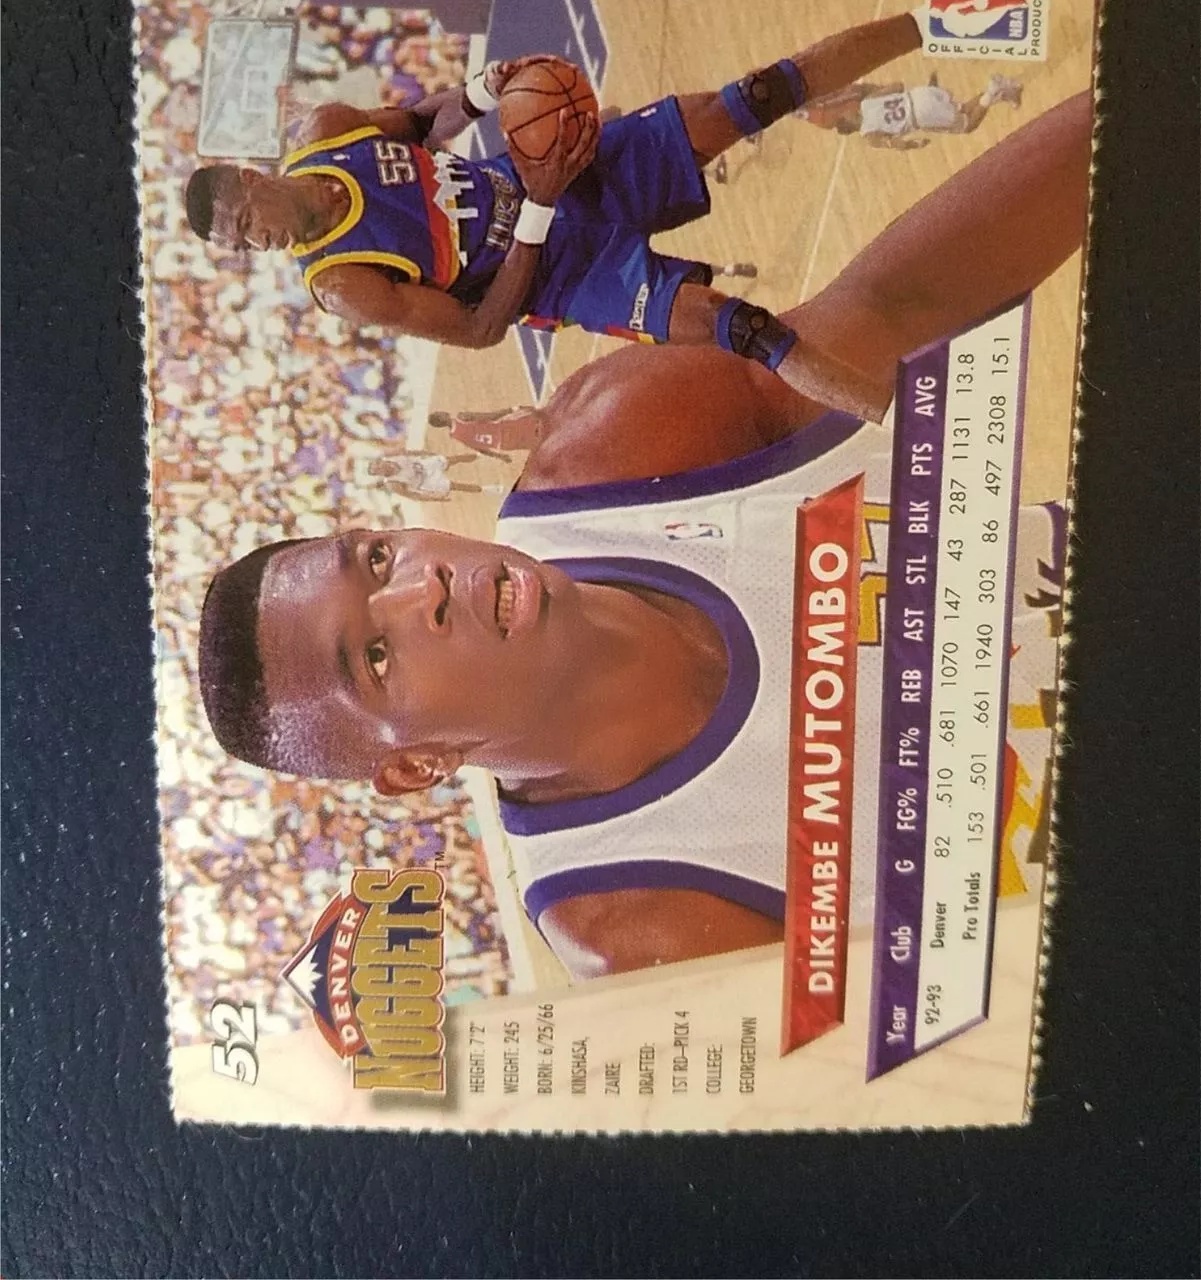 52
DENVER
NUGGETS™
HEIGHT: 7'2"
WEIGHT: 245
BORN: 6/25/66
KINSHASA,
ZAIRE
DRAFTED:
1ST RD—PICK 4
COLLEGE:
GEORGETOWN
55
5
DIKEMBE MUTOMBO
Year Club G FG% FT% REB AST STL BLK PTS AVG
92-93 Denver 82 .510 .681 1070 147 43 287 1131 13.8
Pro Totals 153 .501 .661 1940 303 86 497 2308 15.1
OFFICIAL
NBA
PRODUC